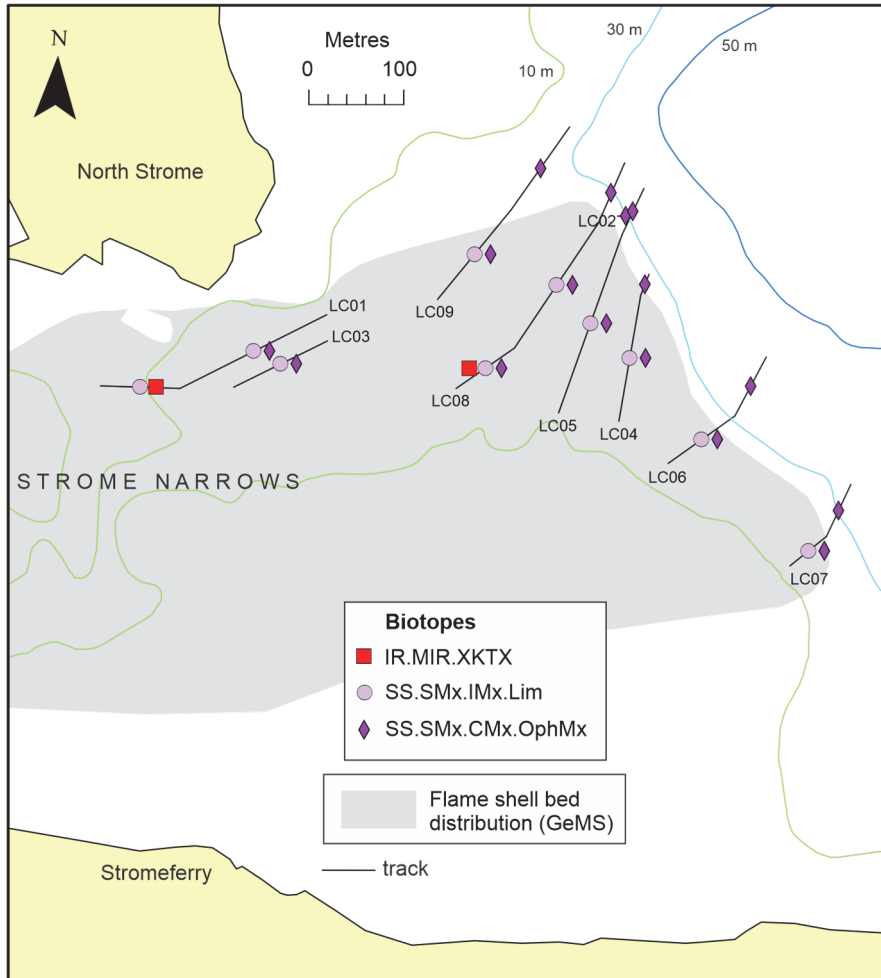 30 m
N
Metres
50 m
0 100
10 m
North Strome
LC02
LC01
LC09
LC03
LC08
LC05
LC04
LC06
STROME NARROWS
LC07
Biotopes
IR.MIR.XKTX
SS.SMx.IMx.Lim
SS.SMx.CMx.OphMx
Flame shell bed
distribution (GeMS)
Stromeferry
track